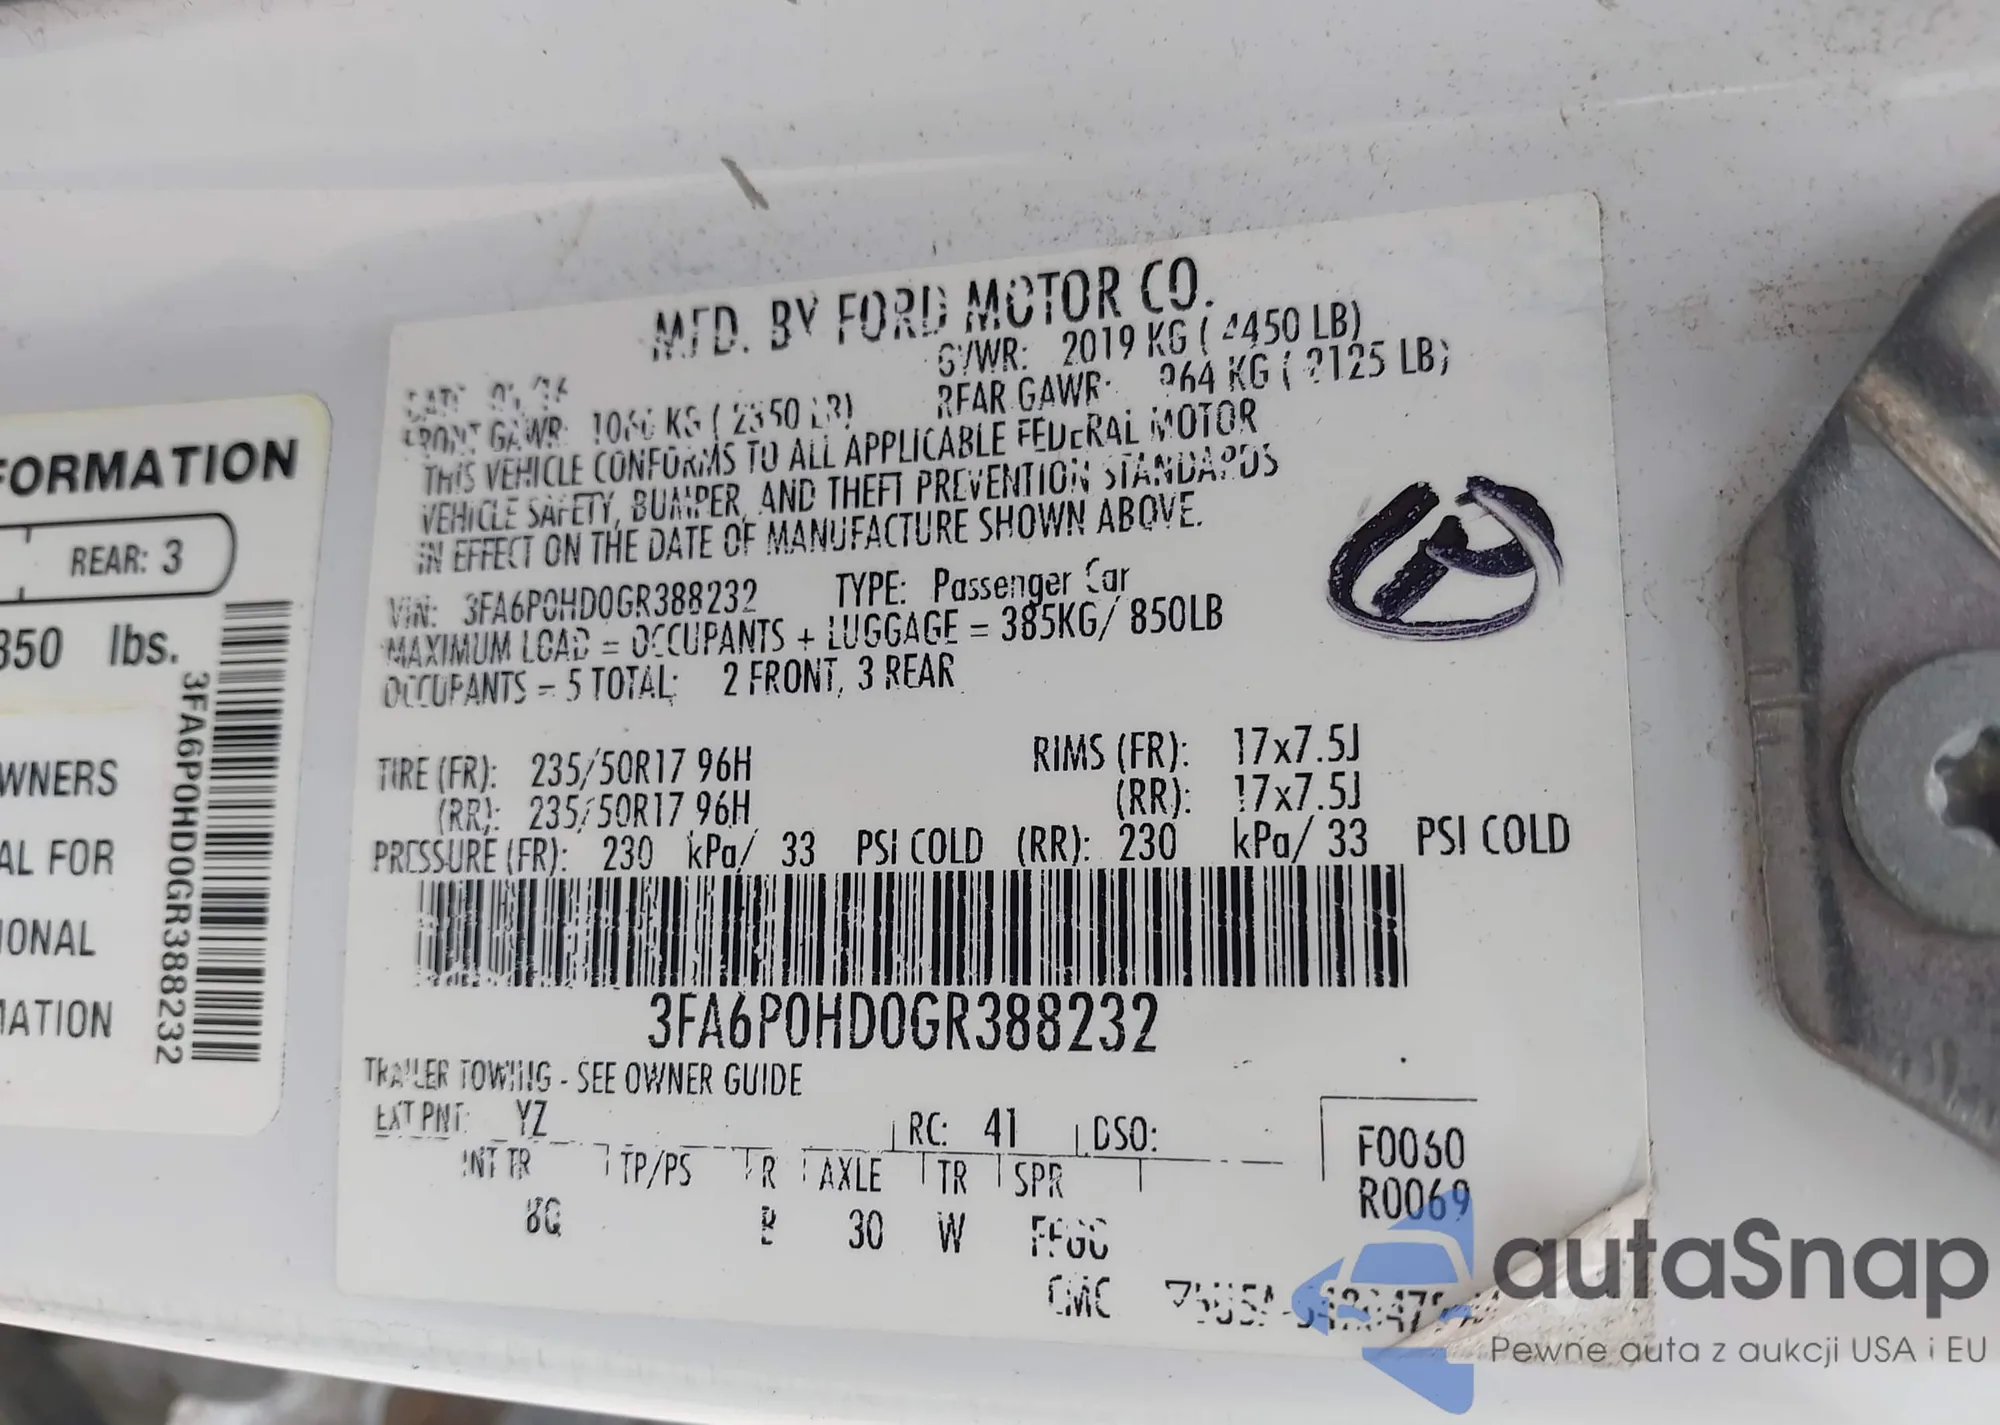 FORMATION
REAR: 3
850 lbs.
3FA6P0HD0GR388232
WNERS
AL FOR
IONAL
MATION
MFD. BY FORD MOTOR CO.
GVWR: 2019 KG ( 4450 LB)
FRONT GAWR: KG ( 2350 LB) REAR GAWR: 964 KG ( 2125 LB)
THIS VEHICLE CONFORMS TO ALL APPLICABLE FEDERAL MOTOR
VEHICLE SAFETY, BUMPER, AND THEFT PREVENTION STANDARDS
IN EFFECT ON THE DATE OF MANUFACTURE SHOWN ABOVE.
VIN: 3FA6P0HD0GR388232 TYPE: Passenger Car
MAXIMUM LOAD = OCCUPANTS + LUGGAGE = 385KG/ 850LB
OCCUPANTS = 5 TOTAL: 2 FRONT, 3 REAR
TIRE (FR): 235/50R17 96H RIMS (FR): 17x7.5J
(RR): 235/50R17 96H (RR): 17x7.5J
PRESSURE (FR): 230 kPa/ 33 PSI COLD (RR): 230 kPa/ 33 PSI COLD
3FA6P0HD0GR388232
TRAILER TOWING - SEE OWNER GUIDE
EXT PNT: YZ RC: 41 DSO:
INT TR TP/PS R AXLE TR SPR
30 W
F0060
R0069
autaSnap
Pewne auta z aukcji USA i EU